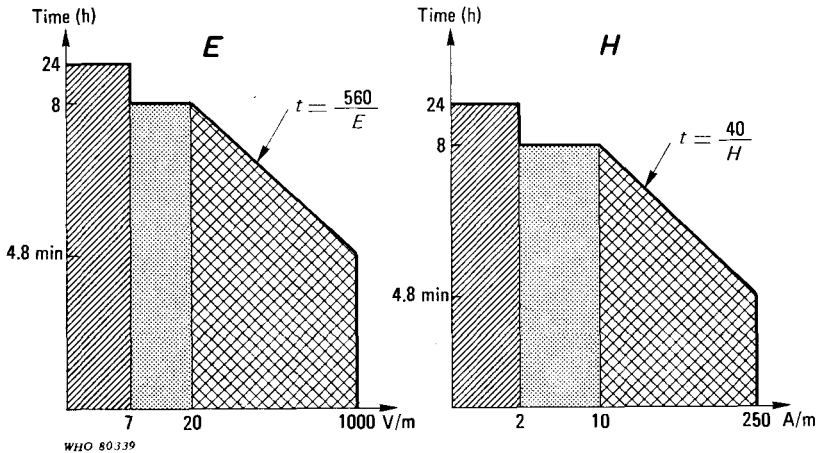 Time (h)
E
24
8
t = 560/E
4.8 min
7 20 1000 V/m
Time (h)
H
24
8
t = 40/H
4.8 min
2 10 250 A/m
WHO 80339